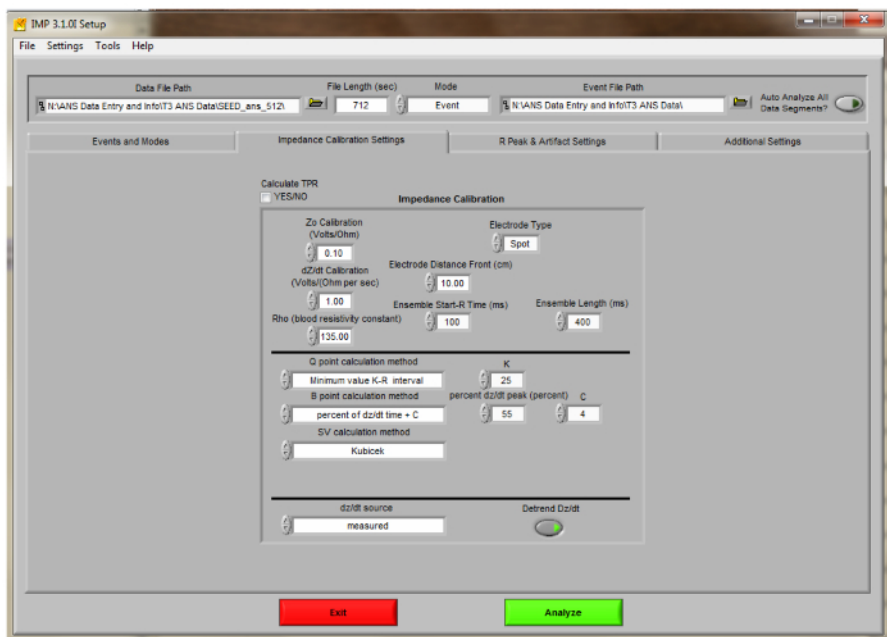 IMP 3.1.0I Setup
File Settings Tools Help
Data File Path File Length (sec) Mode Event File Path
N:\ANS Data Entry and Info\T3 ANS Data\SEED_ans_512\ 712 Event N:\ANS Data Entry and Info\T3 ANS Data\ Auto Analyze All
Data Segments?
Events and Modes Impedance Calibration Settings R Peak & Artifact Settings Additional Settings
Calculate TPR
YES/NO
Impedance Calibration
Zo Calibration
(Volts/Ohm)
0.10
Electrode Type
Spot
dZ/dt Calibration
(Volts/(Ohm per sec)
1.00
Electrode Distance Front (cm)
10.00
Rho (blood resistivity constant)
135.00
Ensemble Start-R Time (ms)
100
Ensemble Length (ms)
400
Q point calculation method K
Minimum value K-R interval 25
B point calculation method percent dz/dt peak (percent) C
percent of dz/dt time + C 55 4
SV calculation method
Kubicek
dz/dt source Detrend Dz/dt
measured
Exit Analyze